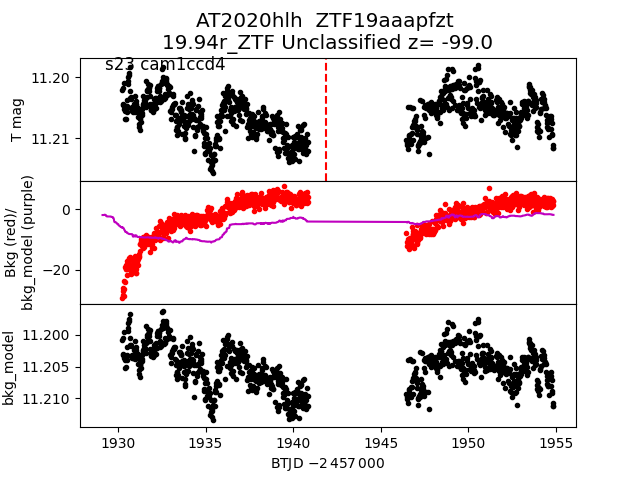 AT2020hlh  ZTF19aaapfzt
19.94r_ZTF Unclassified z= -99.0
s23 cam1ccd4
11.20
11.21
T mag
0
−20
Bkg (red)/
bkg_model (purple)
11.200
11.205
11.210
bkg_model
1930 1935 1940 1945 1950 1955
BTJD −2 457 000